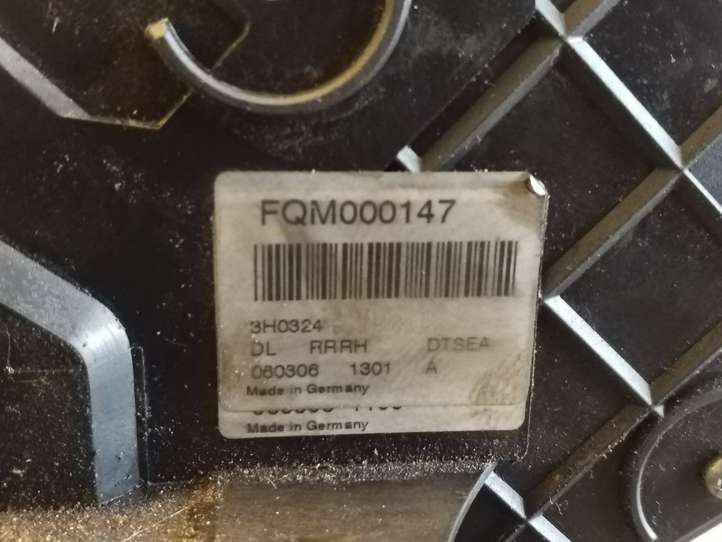 FQM000147
3H0324
DL RRRH DTSEA
060306 1301 A
Made in Germany
Made in Germany